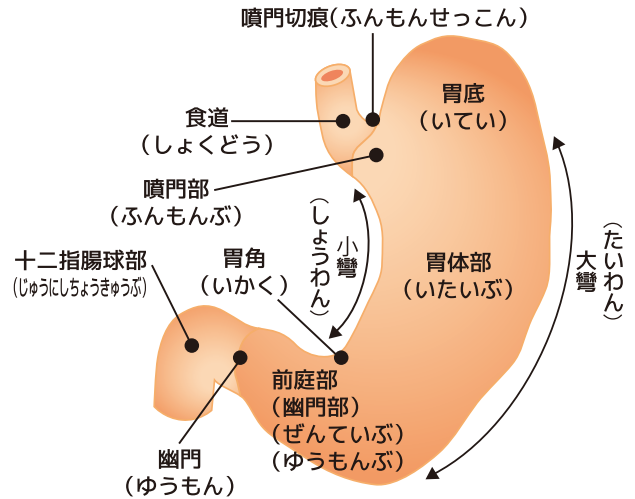 噴門切痕(ふんもんせっこん)
胃底
(いてい)
食道
(しょくどう)
噴門部
(ふんもんぶ)
小彎
(しょうわん)
大彎
(たいわん)
胃角
(いかく)
胃体部
(いたいぶ)
十二指腸球部
(じゅうにしちょうきゅうぶ)
前庭部
(幽門部)
(ぜんていぶ)
(ゆうもんぶ)
幽門
(ゆうもん)